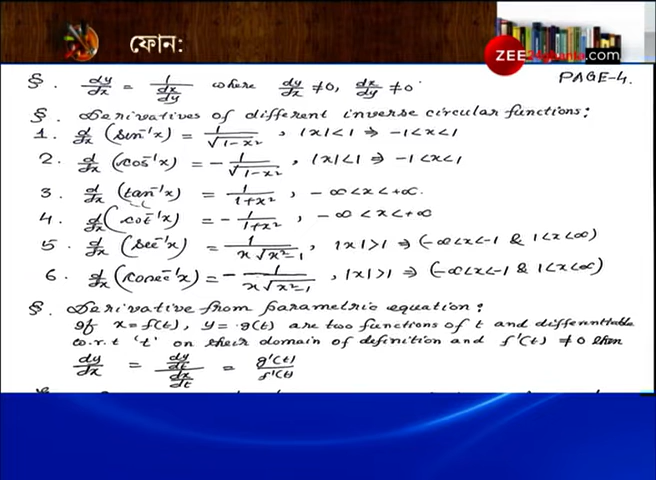 ফোন:
ZEE 24 .com
PAGE-4.
§. dy/dx = 1/(dx/dy) where dy/dx ≠ 0, dx/dy ≠ 0
§. Derivatives of different inverse circular functions:
1. d/dx (sin⁻¹x) = 1/√(1-x²) , |x|<1 ⇒ -1<x<1
2. d/dx (cos⁻¹x) = - 1/√(1-x²) , |x|<1 ⇒ -1<x<1
3. d/dx (tan⁻¹x) = 1/(1+x²) , -∞<x<+∞.
4. d/dx (cot⁻¹x) = - 1/(1+x²) , -∞<x<+∞
5. d/dx (sec⁻¹x) = 1/(x√(x²-1)) , |x|>1 ⇒ (-∞<x<-1 & 1<x<∞)
6. d/dx (cosec⁻¹x) = - 1/(x√(x²-1)) , |x|>1 ⇒ (-∞<x<-1 & 1<x<∞)
§. Derivative from parametric equation:
If x=f(t), y=g(t) are two functions of t and differentiable
w.r.t 't' on their domain of definition and f'(t) ≠ 0 then
dy/dx = (dy/dt)/(dx/dt) = g'(t)/f'(t)